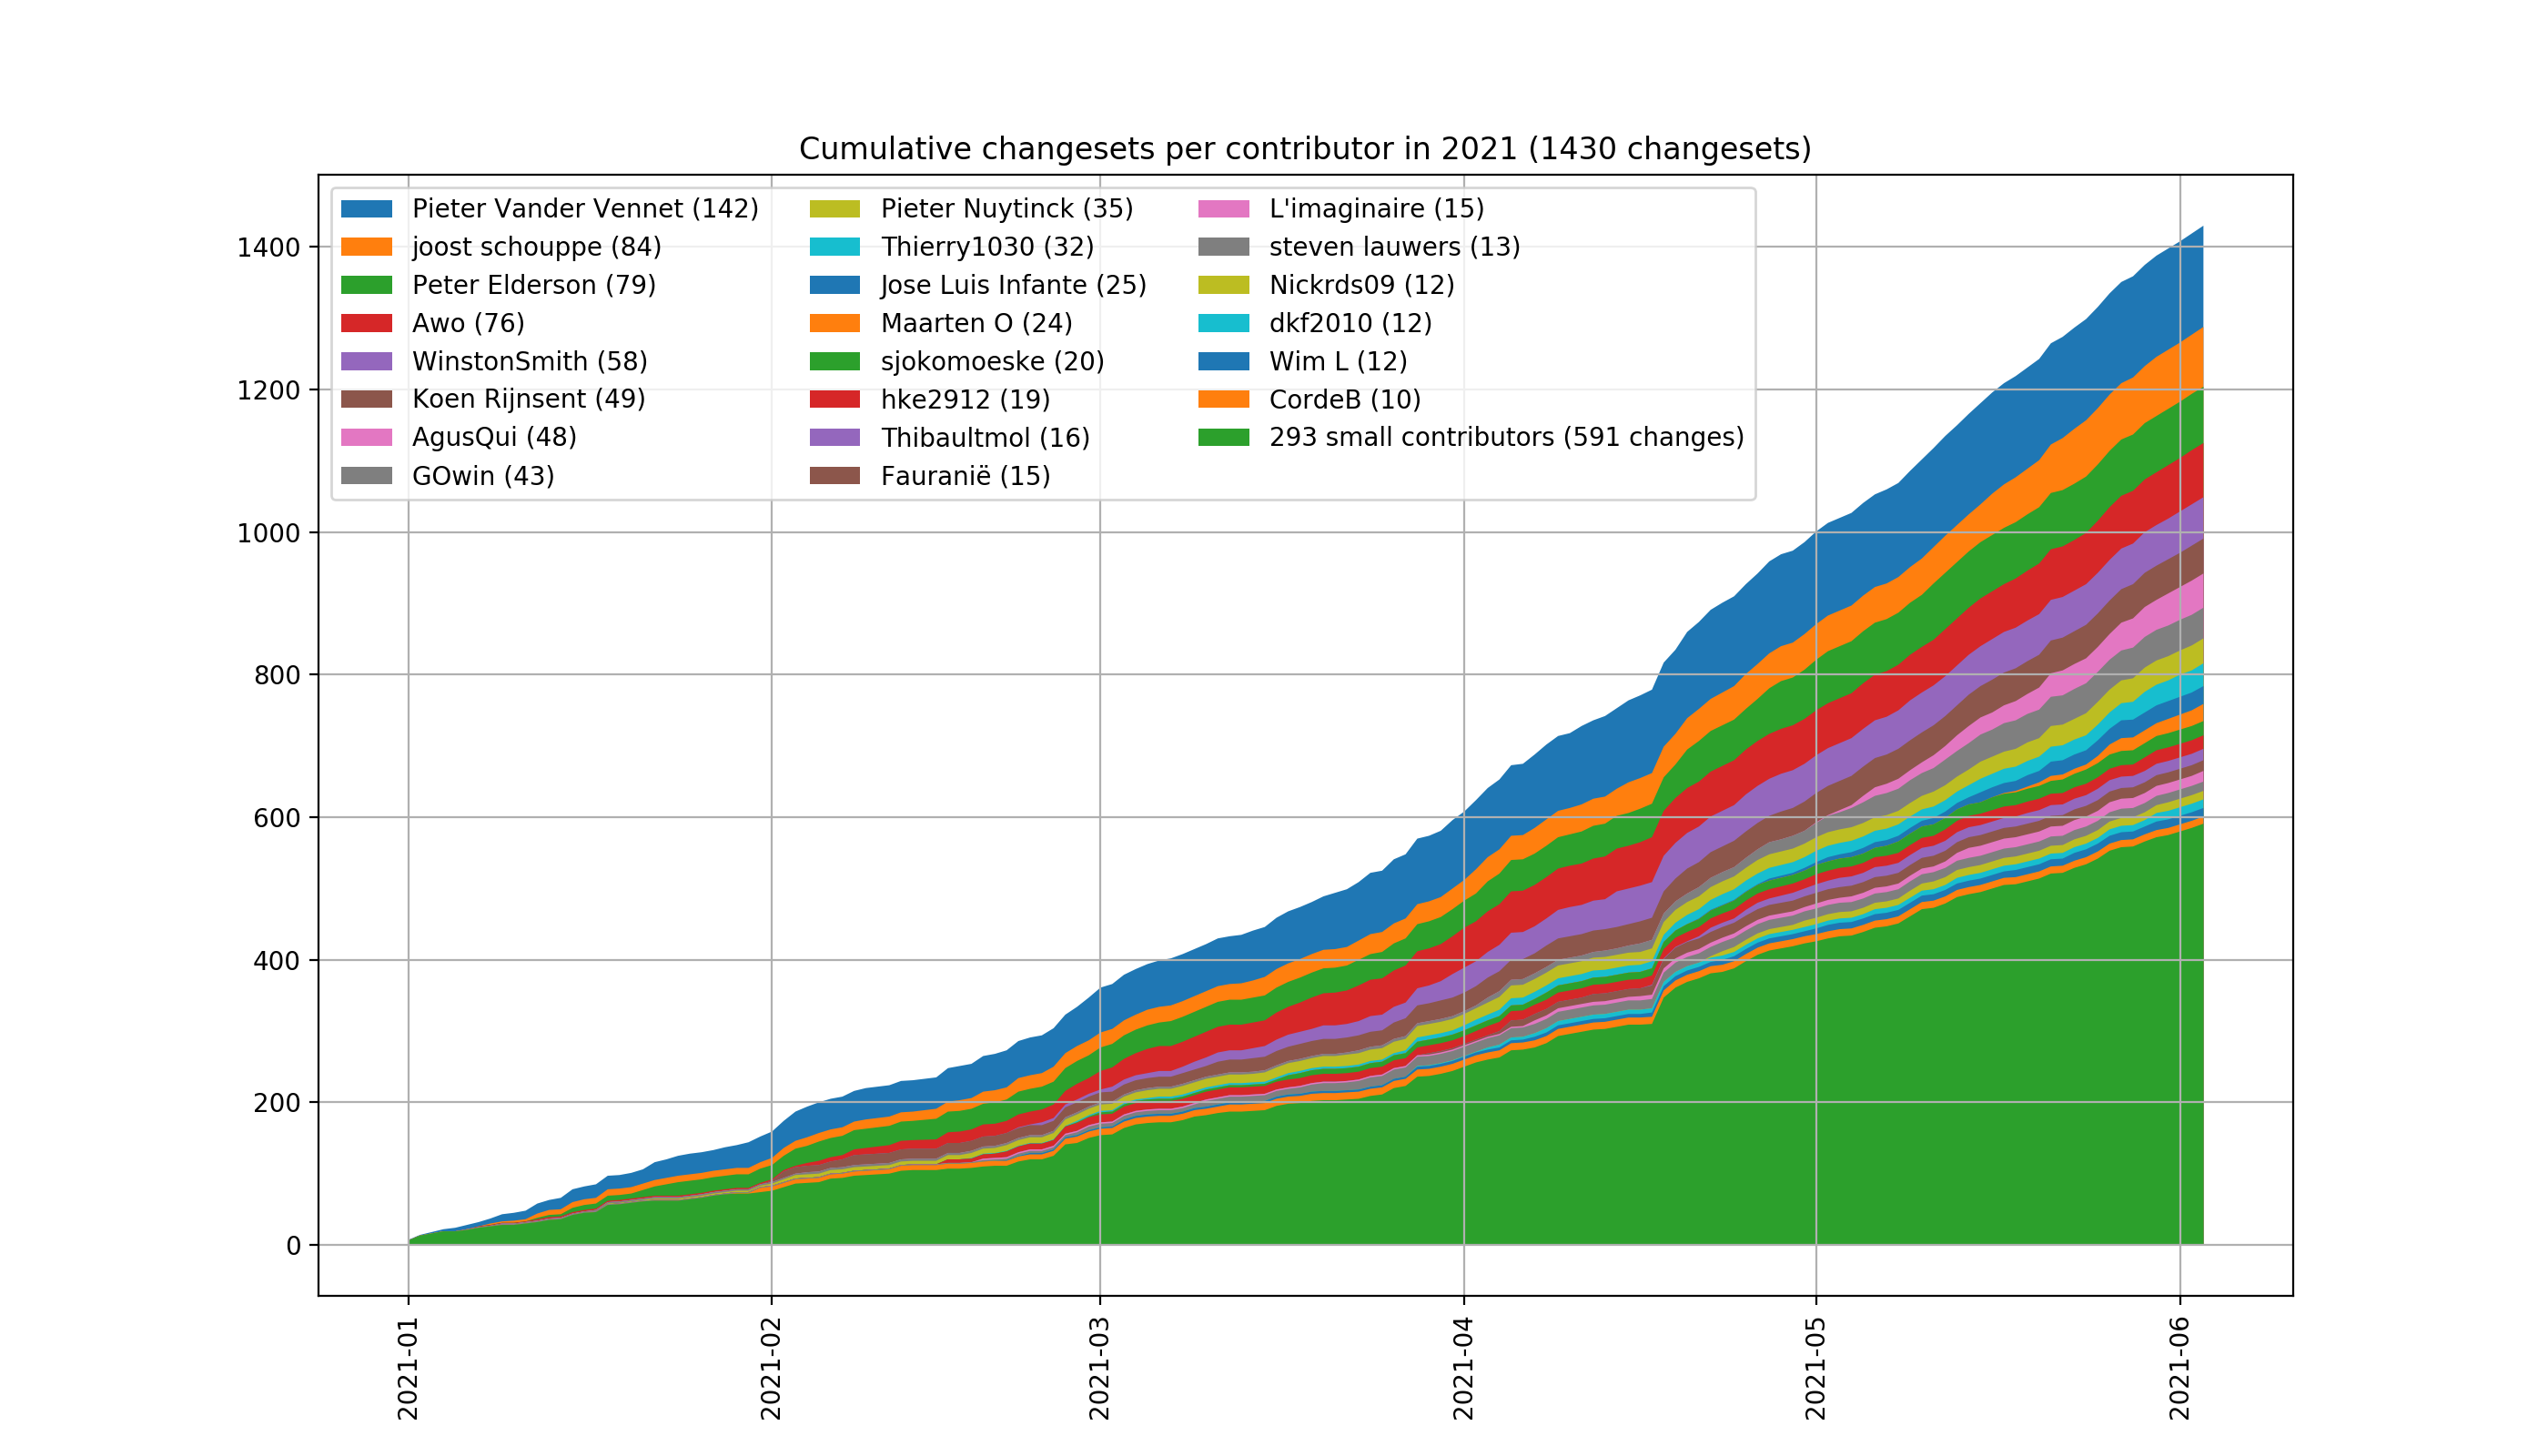 Cumulative changesets per contributor in 2021 (1430 changesets)
Pieter Vander Vennet (142)
joost schouppe (84)
Peter Elderson (79)
Awo (76)
WinstonSmith (58)
Koen Rijnsent (49)
AgusQui (48)
GOwin (43)
Pieter Nuytinck (35)
Thierry1030 (32)
Jose Luis Infante (25)
Maarten O (24)
sjokomoeske (20)
hke2912 (19)
Thibaultmol (16)
Fauranië (15)
L'imaginaire (15)
steven lauwers (13)
Nickrds09 (12)
dkf2010 (12)
Wim L (12)
CordeB (10)
293 small contributors (591 changes)
1400
1200
1000
800
600
400
200
0
2021-01
2021-02
2021-03
2021-04
2021-05
2021-06